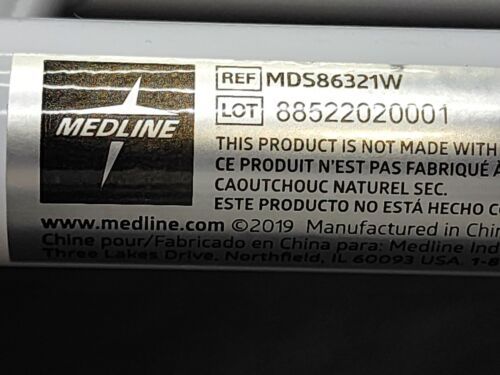 MEDLINE
REF MDS86321W
LOT 88522020001
THIS PRODUCT IS NOT MADE WITH
CE PRODUIT N'EST PAS FABRIQUÉ À
CAOUTCHOUC NATUREL SEC.
ESTE PRODUCTO NO ESTÁ HECHO
www.medline.com ©2019 Manufactured in
Chine pour/Fabricado en China para: Medline
Three Lakes Drive, Northfield, IL 60093 USA.